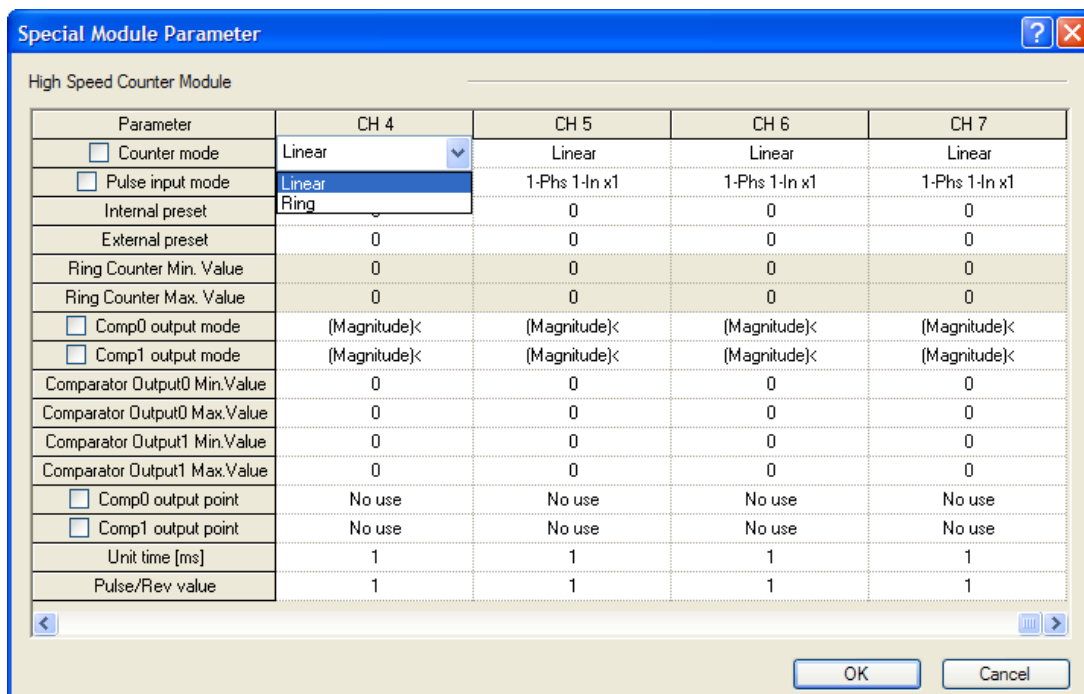 Special Module Parameter
High Speed Counter Module
Parameter CH 4 CH 5 CH 6 CH 7
Counter mode Linear Linear Linear Linear
Pulse input mode Linear 1-Phs 1-In x1 1-Phs 1-In x1 1-Phs 1-In x1
Ring
Internal preset 0 0 0
External preset 0 0 0 0
Ring Counter Min. Value 0 0 0 0
Ring Counter Max. Value 0 0 0 0
Comp0 output mode (Magnitude)< (Magnitude)< (Magnitude)< (Magnitude)<
Comp1 output mode (Magnitude)< (Magnitude)< (Magnitude)< (Magnitude)<
Comparator Output0 Min.Value 0 0 0 0
Comparator Output0 Max.Value 0 0 0 0
Comparator Output1 Min.Value 0 0 0 0
Comparator Output1 Max.Value 0 0 0 0
Comp0 output point No use No use No use No use
Comp1 output point No use No use No use No use
Unit time [ms] 1 1 1 1
Pulse/Rev value 1 1 1 1
OK Cancel